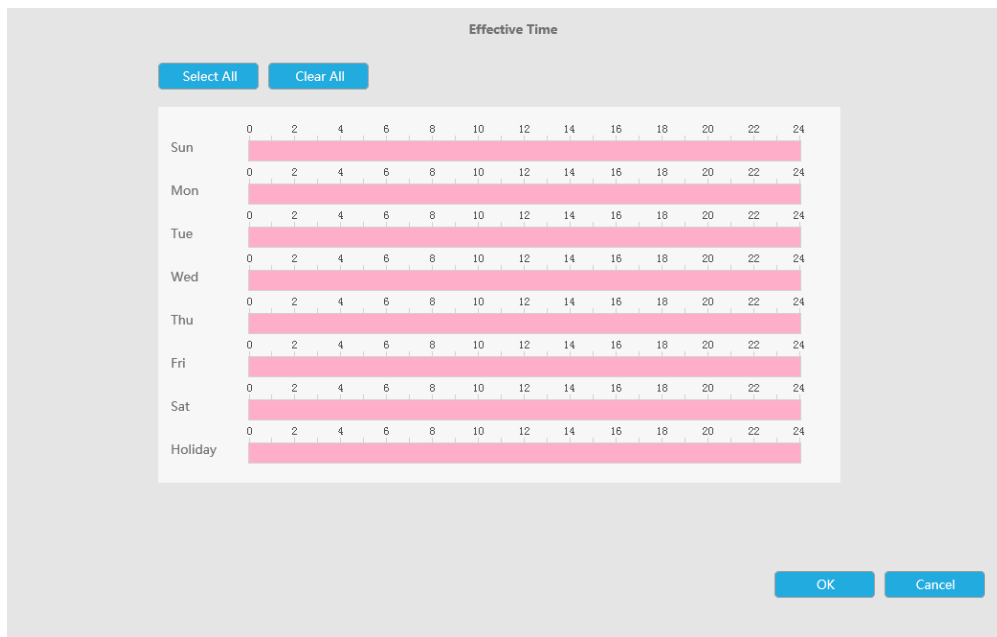 Effective Time
Select All Clear All
0 2 4 6 8 10 12 14 16 18 20 22 24
Sun
0 2 4 6 8 10 12 14 16 18 20 22 24
Mon
0 2 4 6 8 10 12 14 16 18 20 22 24
Tue
0 2 4 6 8 10 12 14 16 18 20 22 24
Wed
0 2 4 6 8 10 12 14 16 18 20 22 24
Thu
0 2 4 6 8 10 12 14 16 18 20 22 24
Fri
0 2 4 6 8 10 12 14 16 18 20 22 24
Sat
0 2 4 6 8 10 12 14 16 18 20 22 24
Holiday
OK Cancel